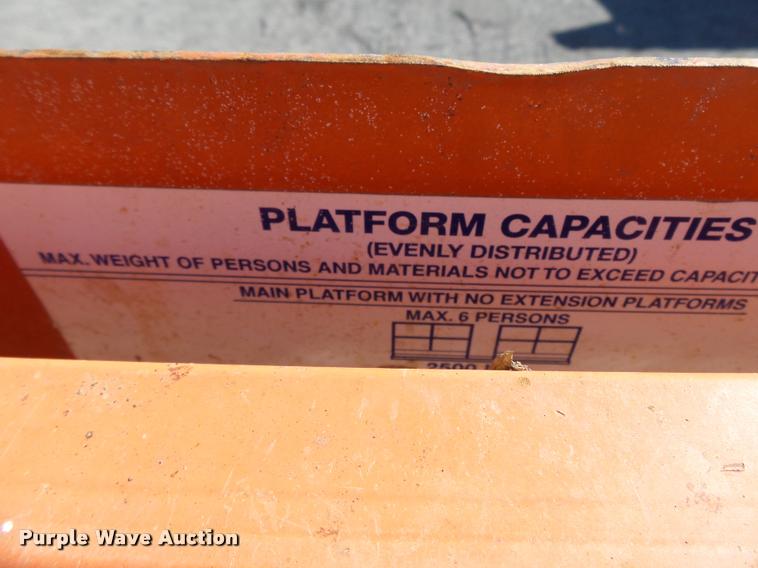 PLATFORM CAPACITIES
(EVENLY DISTRIBUTED)
MAX. WEIGHT OF PERSONS AND MATERIALS NOT TO EXCEED CAPACIT
MAIN PLATFORM WITH NO EXTENSION PLATFORMS
MAX. 6 PERSONS
2500
Purple Wave Auction